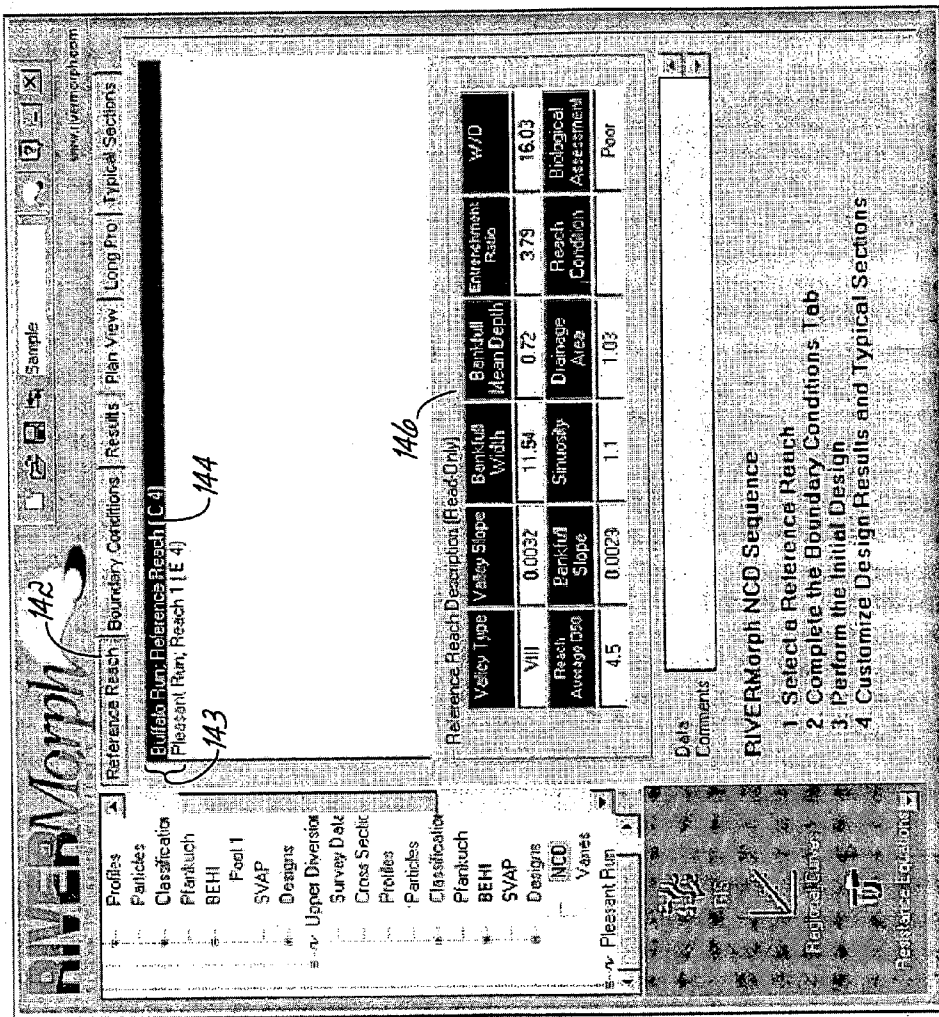 RIVERMorph
142
Sample
www.rivermorph.com
Reference Reach
Boundary Conditions
Results
Plan View
Long Pro
Typical Sections
Profiles
Particles
Classification
Pfankuch
BEHI
Pool 1
SVAP
Designs
Upper Diversion
Survey Data
Cross Sectio
Profiles
Particles
Classification
Pfankuch
BEHI
SVAP
Designs
NCD
Vanes
Pleasant Run
Regional Curves
Resistance Equations
143
Buffalo Run: Reference Reach [C 4]
144
Pleasant Run, Reach 1 [E 4]
146
Reference Reach Description (Read-Only)
Valley Type Valley Slope Bankfull Width Bankfull Mean Depth Entrenchment Ratio W/D
VIII 0.0032 11.54 0.72 3.79 16.03
Reach Average D50 Bankfull Slope Sinuosity Drainage Area Reach Condition Biological Assessment
4.5 0.0029 1.1 1.03 Poor
Data
Comments
RIVERMorph NCD Sequence
1. Select a Reference Reach
2. Complete the Boundary Conditions Tab
3. Perform the Initial Design
4. Customize Design Results and Typical Sections